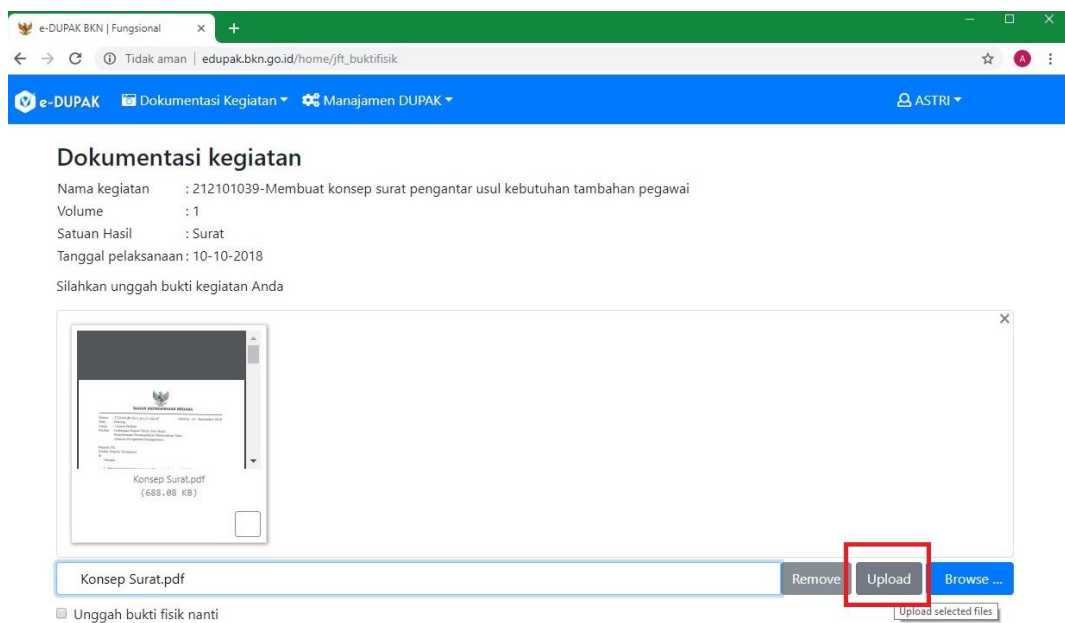 e-DUPAK BKN | Fungsional
Tidak aman | edupak.bkn.go.id/home/jft_buktifisik
A
e-DUPAK Dokumentasi Kegiatan Manajamen DUPAK ASTRI
Dokumentasi kegiatan
Nama kegiatan : 212101039-Membuat konsep surat pengantar usul kebutuhan tambahan pegawai
Volume : 1
Satuan Hasil : Surat
Tanggal pelaksanaan : 10-10-2018
Silahkan unggah bukti kegiatan Anda
BADAN KEPEGAWAIAN NEGARA
Konsep Surat.pdf
(688.08 KB)
Konsep Surat.pdf Remove Upload Browse ...
Upload selected files
Unggah bukti fisik nanti